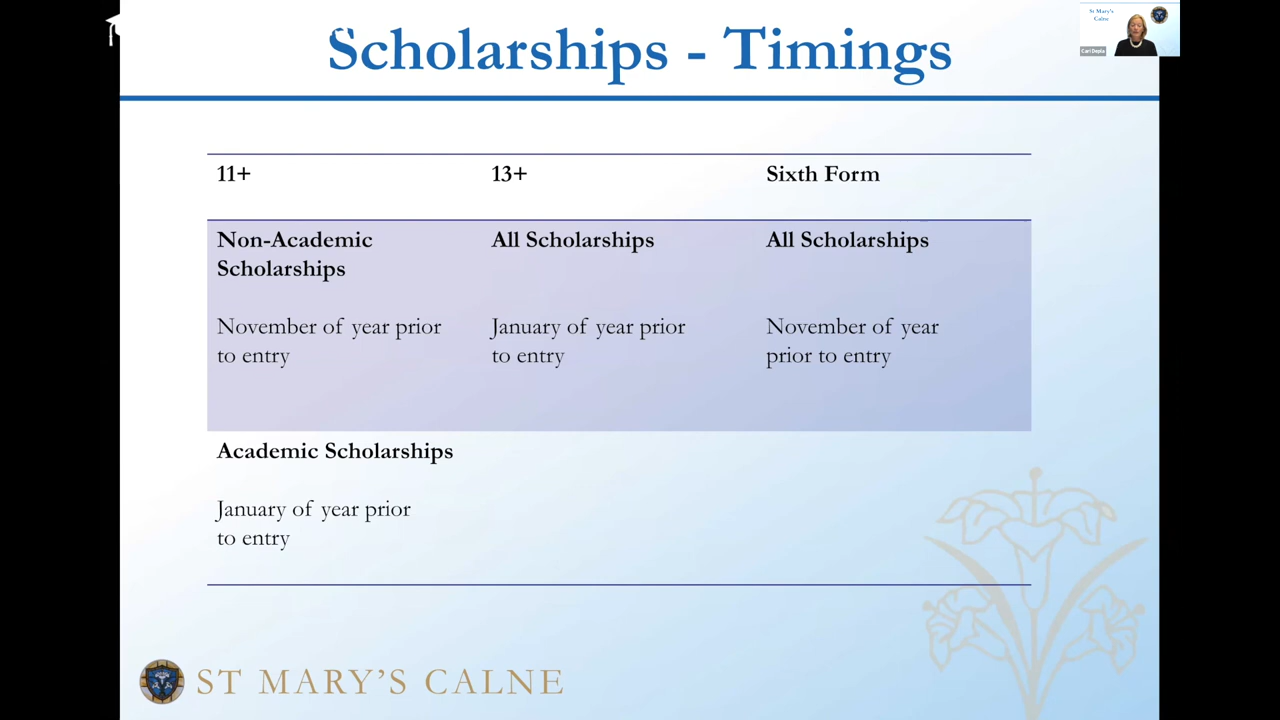 Scholarships - Timings
St Mary's
Calne
Carl Depla
11+
13+
Sixth Form
Non-Academic
Scholarships
November of year prior
to entry
All Scholarships
January of year prior
to entry
All Scholarships
November of year
prior to entry
Academic Scholarships
January of year prior
to entry
ST MARY'S CALNE